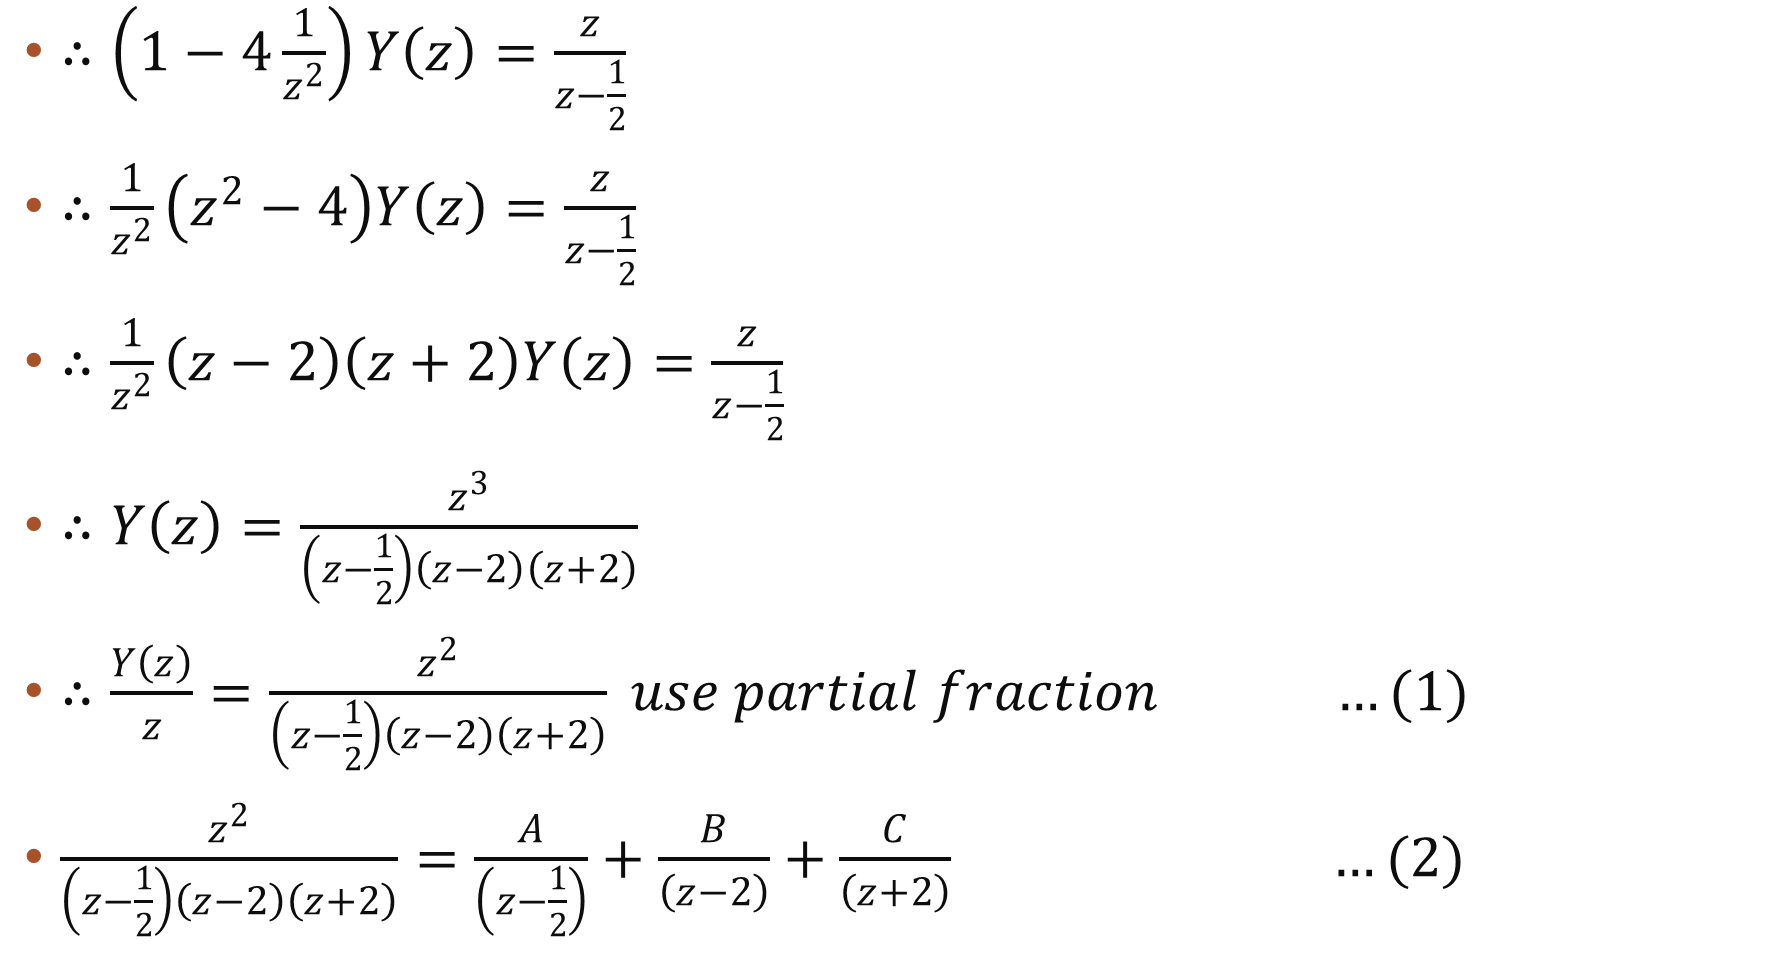 • ∴ (1 − 4 1/z²) Y(z) = z/(z−1/2)
• ∴ 1/z² (z² − 4)Y(z) = z/(z−1/2)
• ∴ 1/z² (z − 2)(z + 2)Y(z) = z/(z−1/2)
• ∴ Y(z) = z³/((z−1/2)(z−2)(z+2))
• ∴ Y(z)/z = z²/((z−1/2)(z−2)(z+2)) use partial fraction … (1)
• z²/((z−1/2)(z−2)(z+2)) = A/(z−1/2) + B/(z−2) + C/(z+2) … (2)